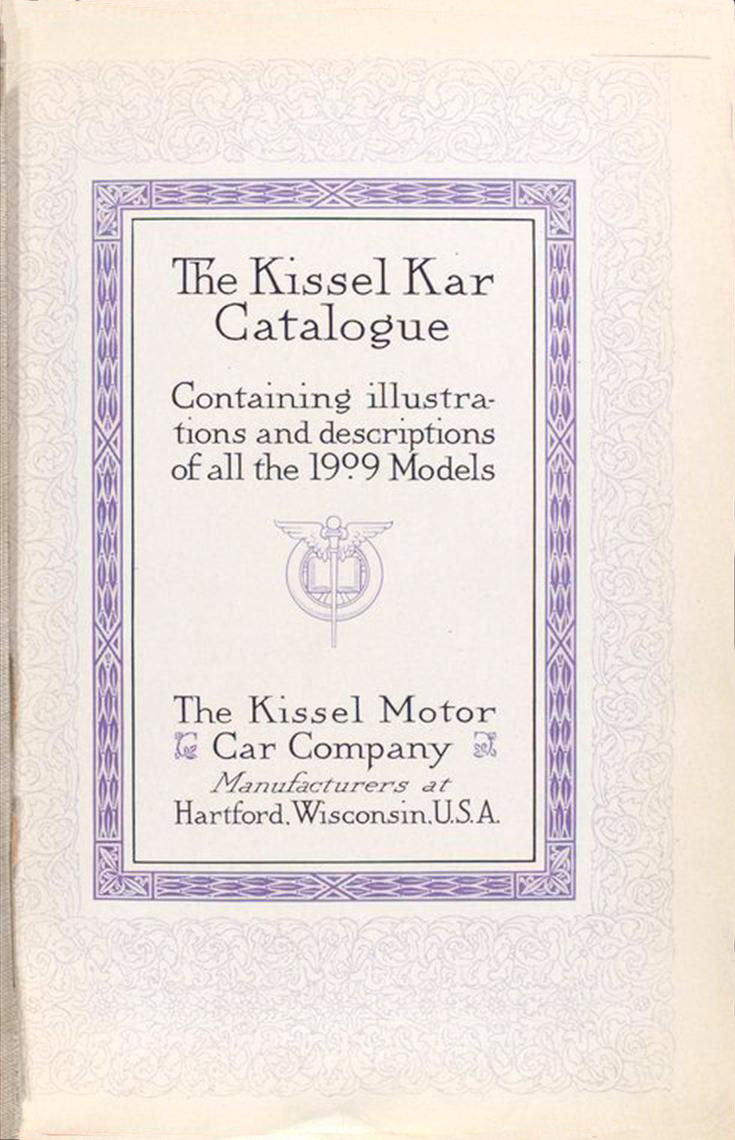 The Kissel Kar
Catalogue
Containing illustra-
tions and descriptions
of all the 1909 Models
The Kissel Motor
Car Company
Manufacturers at
Hartford, Wisconsin, U.S.A.